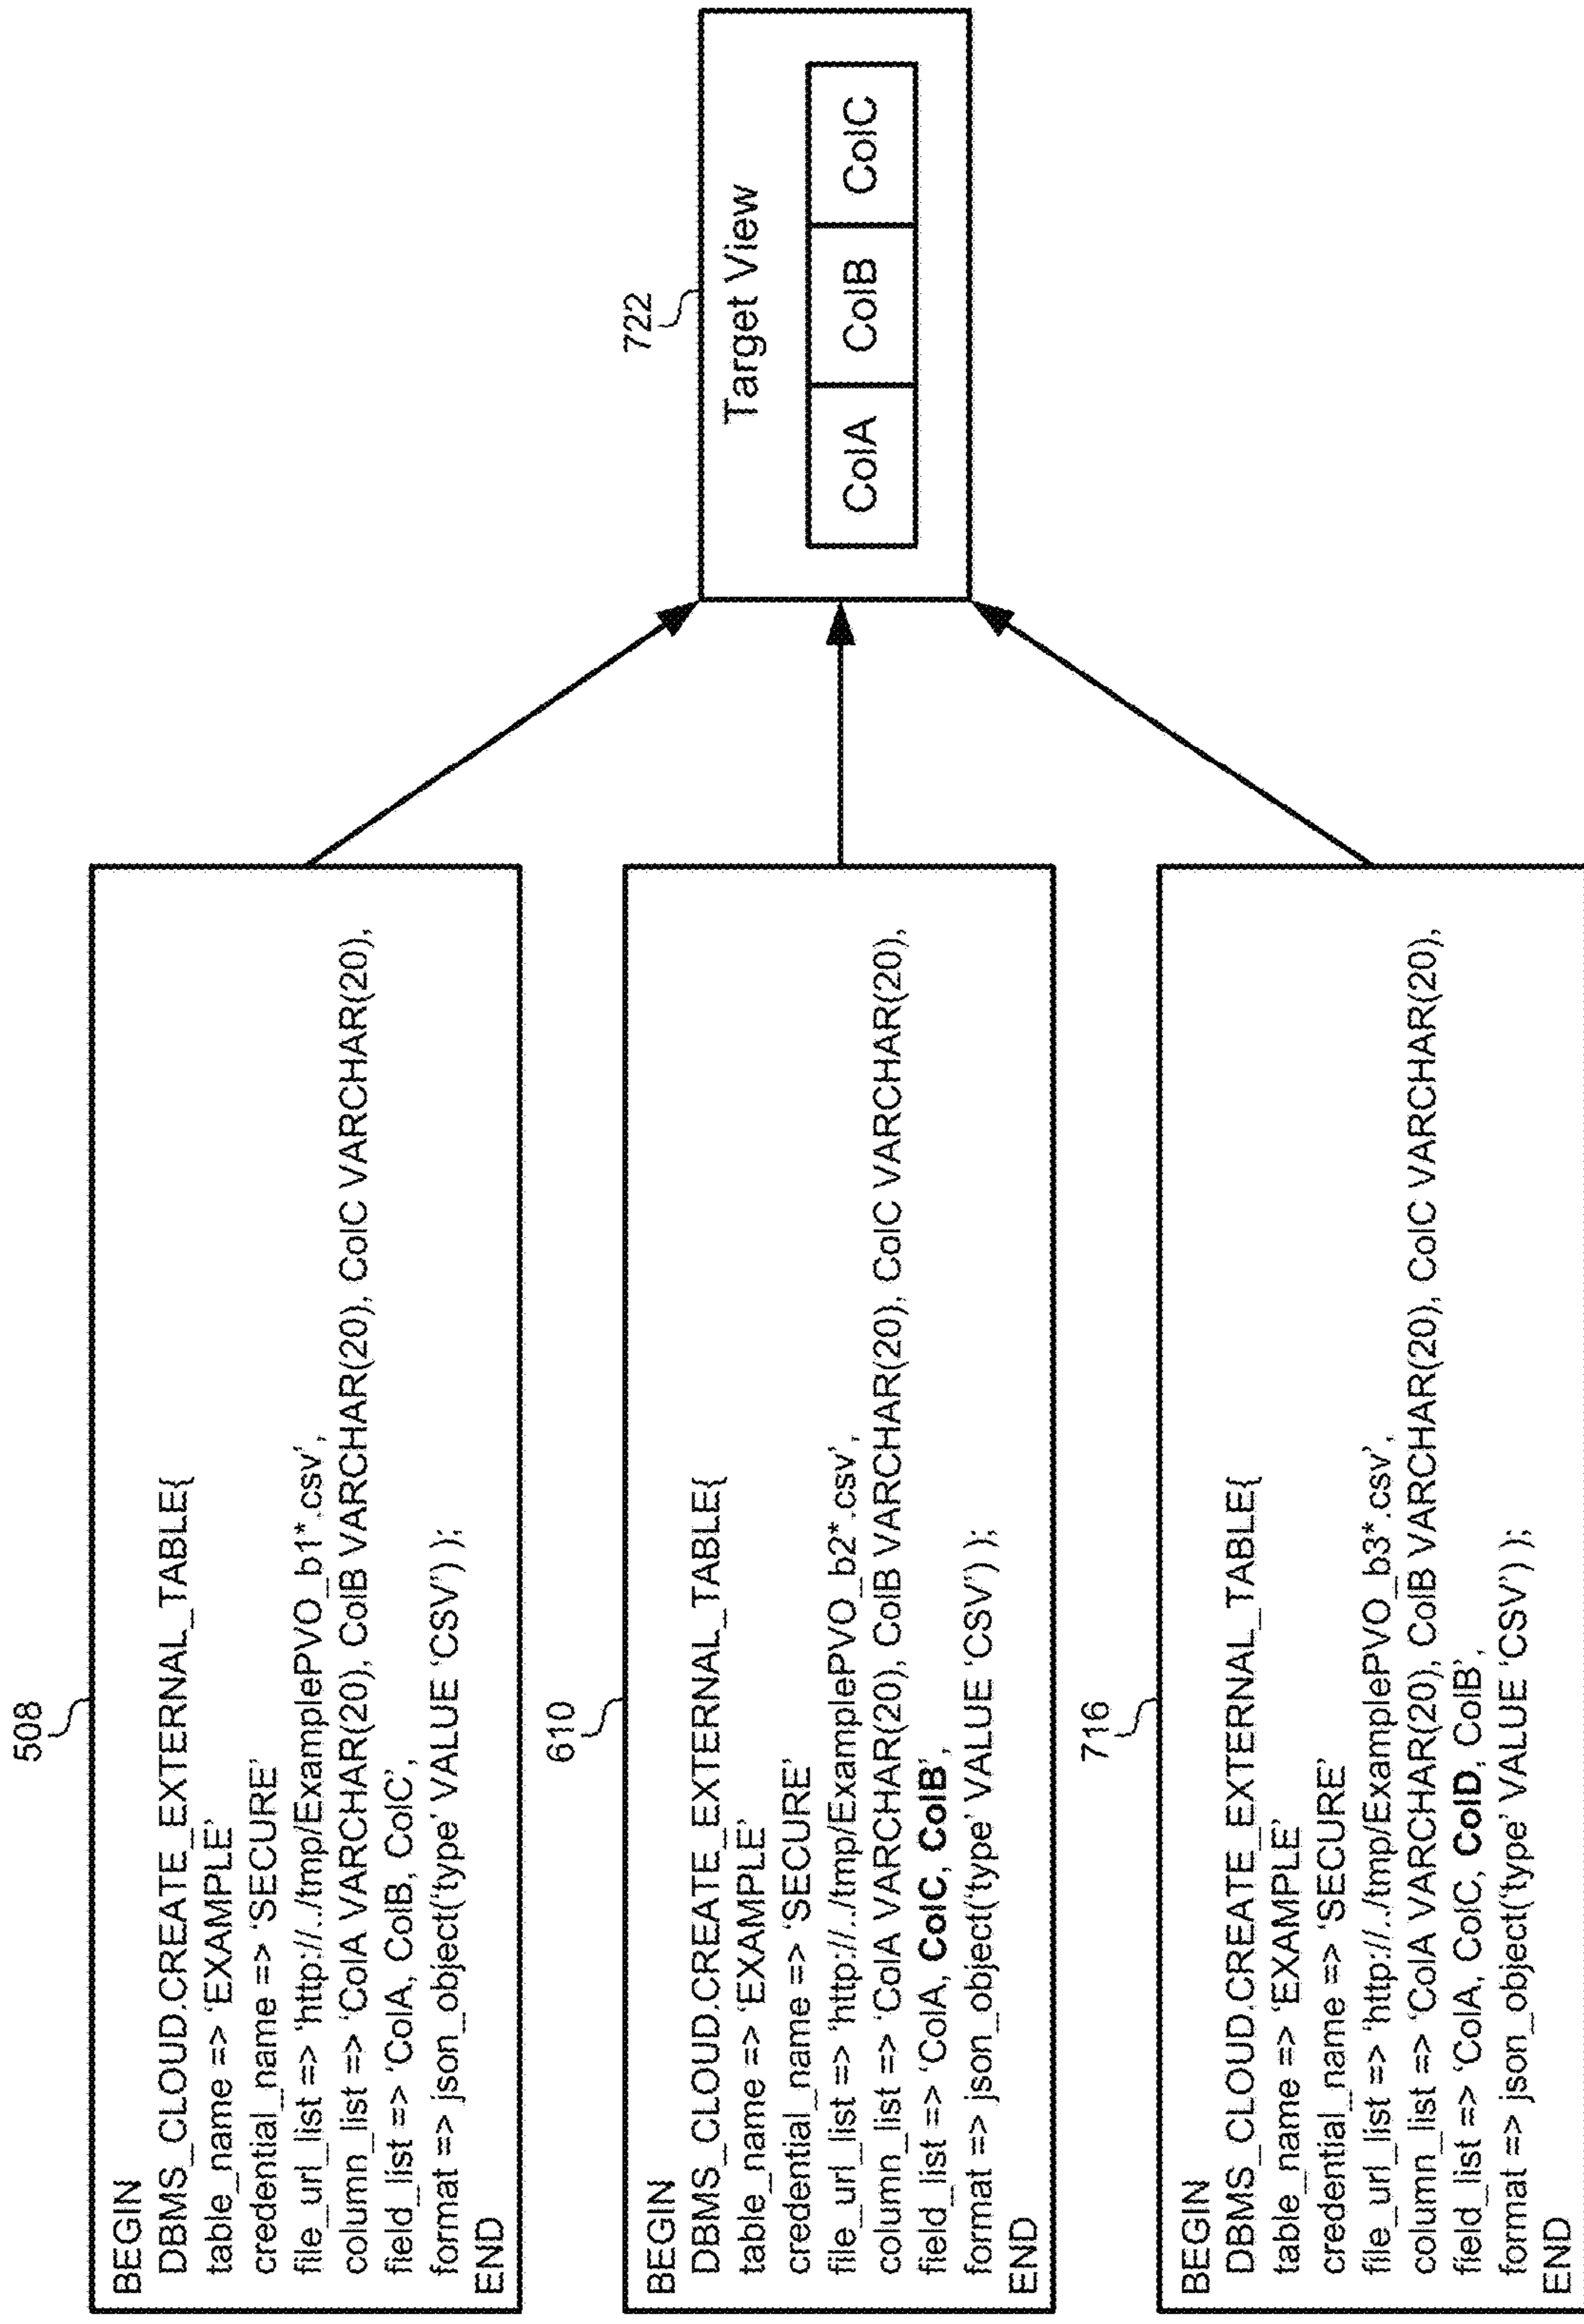 508
BEGIN
DBMS_CLOUD.CREATE_EXTERNAL_TABLE{
table_name => ‘EXAMPLE’
credential_name => ‘SECURE’
file_url_list => ‘http://../tmp/ExamplePVO_b1*.csv’,
column_list => ‘ColA VARCHAR(20), ColB VARCHAR(20), ColC VARCHAR(20),
field_list => ‘ColA, ColB, ColC’,
format => json_object(‘type’ VALUE ‘CSV’) );
END
610
BEGIN
DBMS_CLOUD.CREATE_EXTERNAL_TABLE{
table_name => ‘EXAMPLE’
credential_name => ‘SECURE’
file_url_list => ‘http://../tmp/ExamplePVO_b2*.csv’,
column_list => ‘ColA VARCHAR(20), ColB VARCHAR(20), ColC VARCHAR(20),
field_list => ‘ColA, ColC, ColB’,
format => json_object(‘type’ VALUE ‘CSV’) );
END
716
BEGIN
DBMS_CLOUD.CREATE_EXTERNAL_TABLE{
table_name => ‘EXAMPLE’
credential_name => ‘SECURE’
file_url_list => ‘http://../tmp/ExamplePVO_b3*.csv’,
column_list => ‘ColA VARCHAR(20), ColB VARCHAR(20), ColC VARCHAR(20),
field_list => ‘ColA, ColC, ColD, ColB’,
format => json_object(‘type’ VALUE ‘CSV’) );
END
722
Target View
ColA ColB ColC